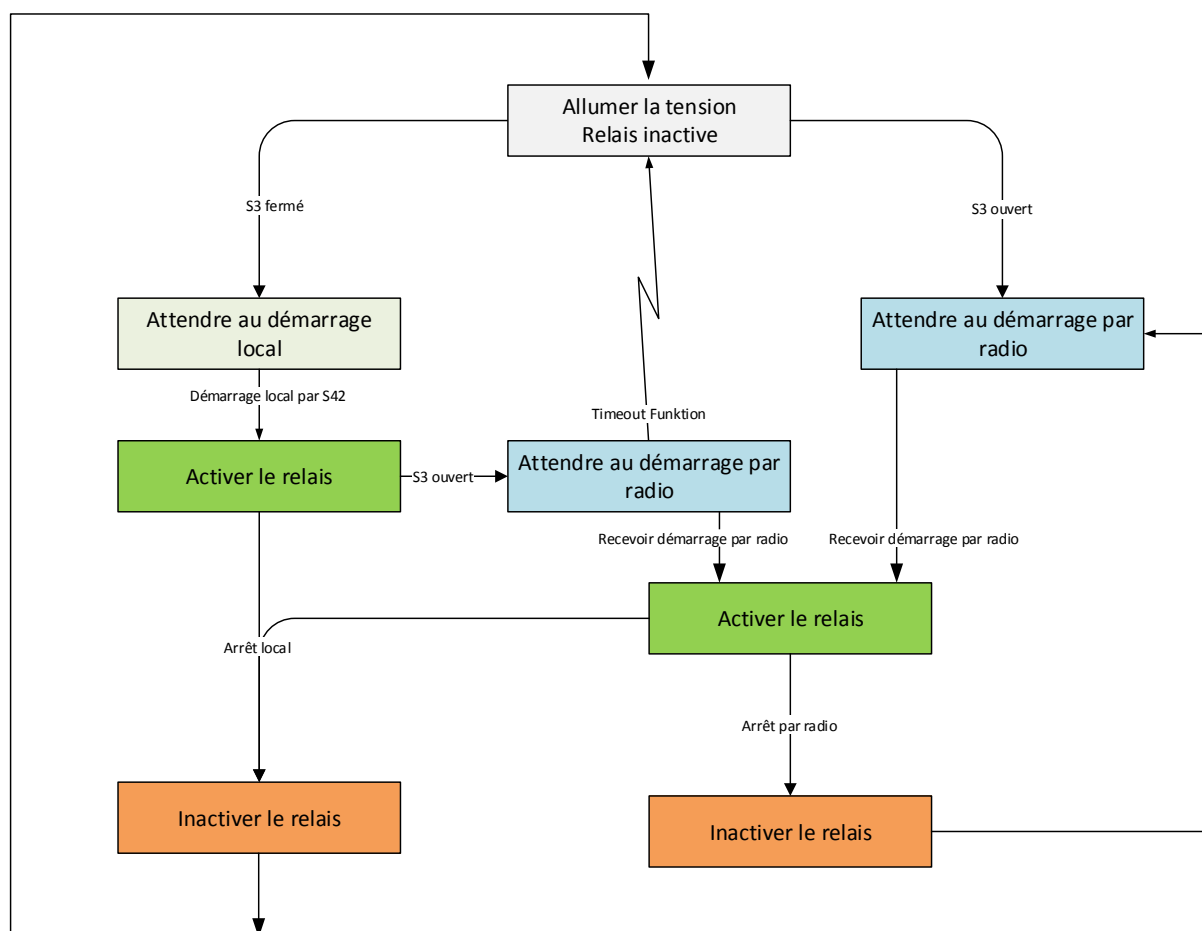 Allumer la tension
Relais inactive
S3 fermé
S3 ouvert
Attendre au démarrage
local
Attendre au démarrage par
radio
Démarrage local par S42
Timeout Funktion
Activer le relais
S3 ouvert
Attendre au démarrage par
radio
Recevoir démarrage par radio
Recevoir démarrage par radio
Activer le relais
Arrêt local
Arrêt par radio
Inactiver le relais
Inactiver le relais